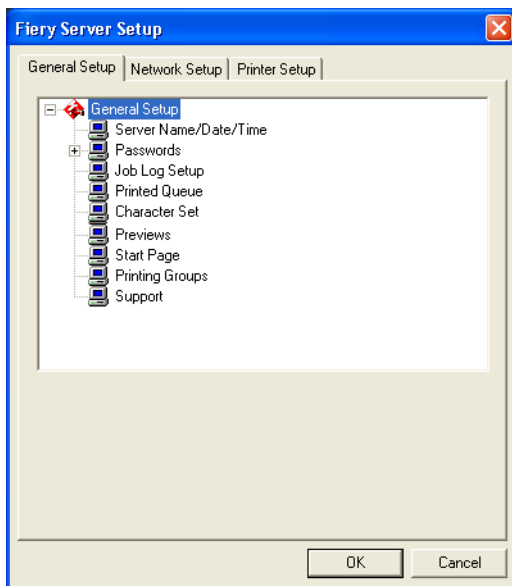 Fiery Server Setup
General Setup Network Setup Printer Setup
General Setup
Server Name/Date/Time
Passwords
Job Log Setup
Printed Queue
Character Set
Previews
Start Page
Printing Groups
Support
OK Cancel